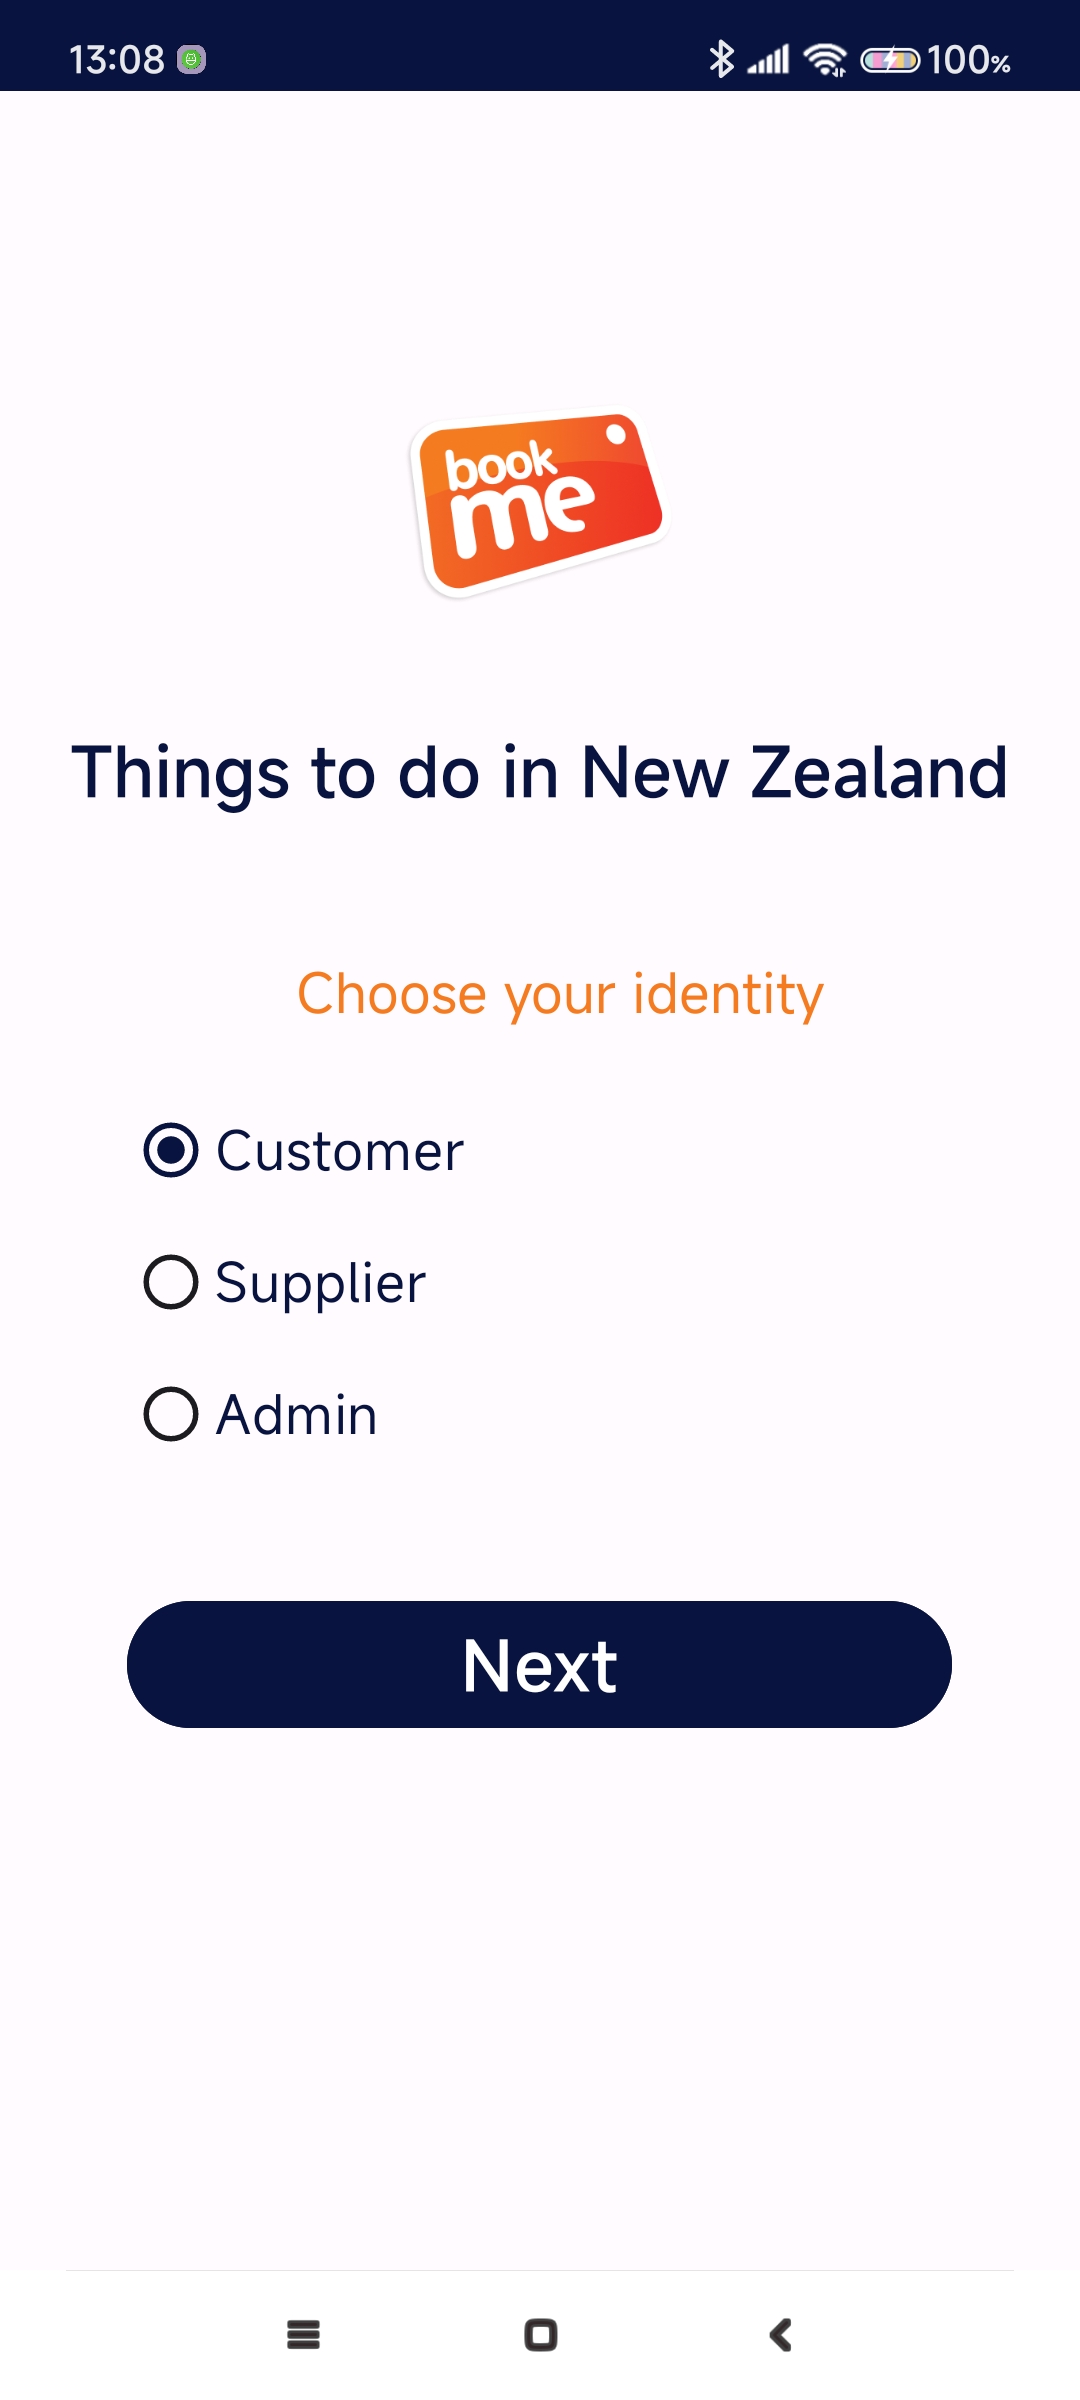 13:08 100%
book
me
Things to do in New Zealand
Choose your identity
Customer
Supplier
Admin
Next